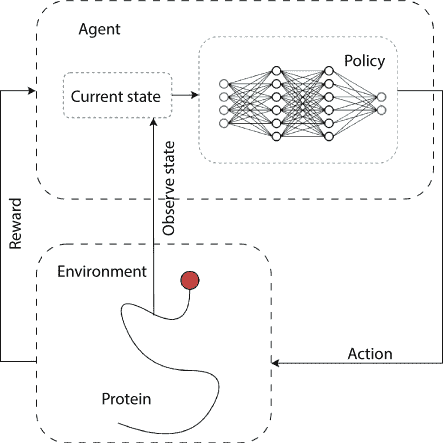 Agent
Policy
Current state
Observe state
Reward
Environment
Action
Protein